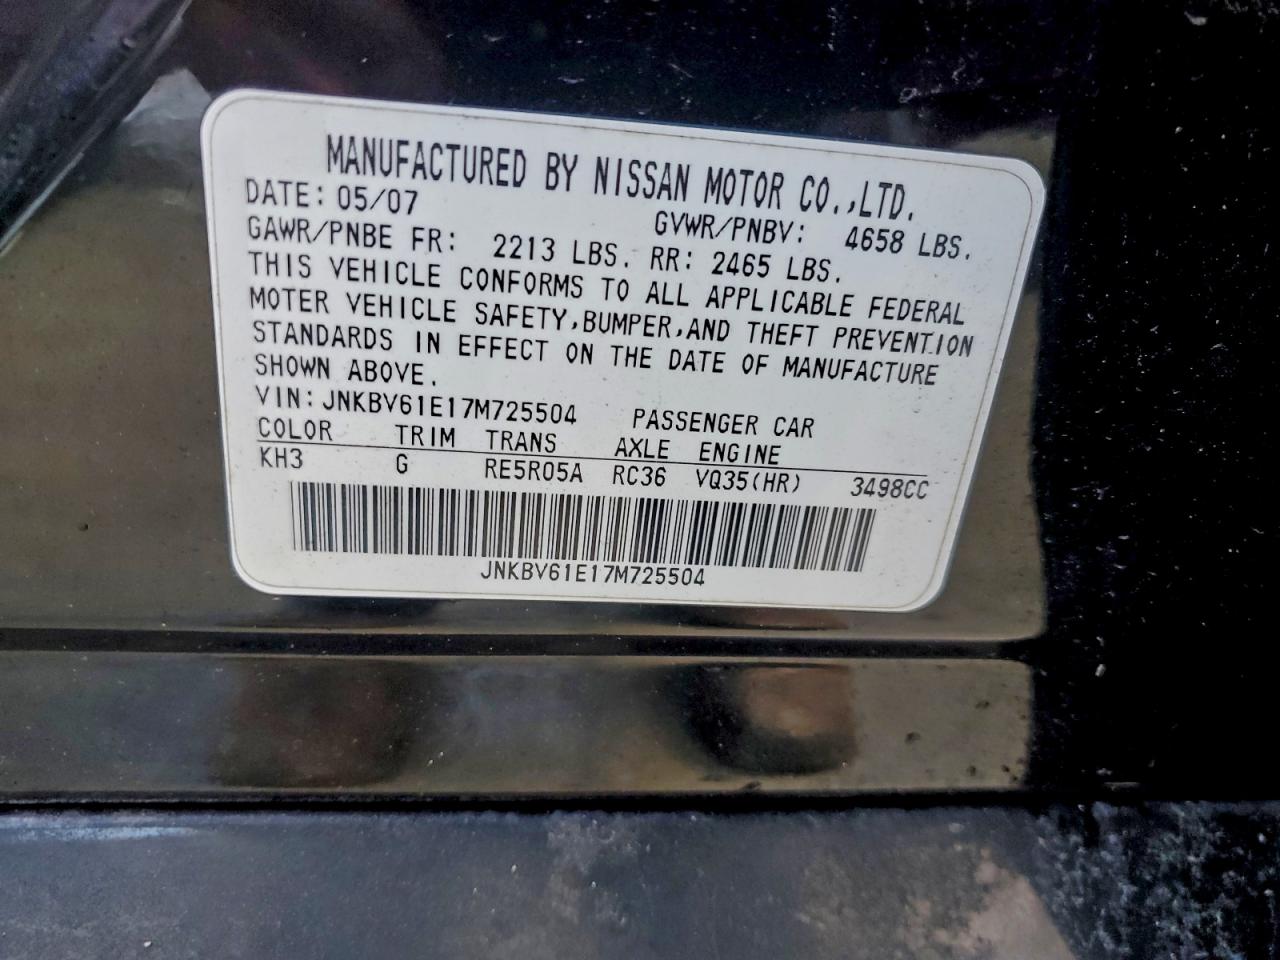 MANUFACTURED BY NISSAN MOTOR CO.,LTD.
DATE: 05/07 GVWR/PNBV: 4658 LBS.
GAWR/PNBE FR: 2213 LBS. RR: 2465 LBS.
THIS VEHICLE CONFORMS TO ALL APPLICABLE FEDERAL
MOTER VEHICLE SAFETY,BUMPER,AND THEFT PREVENTION
STANDARDS IN EFFECT ON THE DATE OF MANUFACTURE
SHOWN ABOVE.
VIN:JNKBV61E17M725504 PASSENGER CAR
COLOR TRIM TRANS AXLE ENGINE
KH3 G RE5R05A RC36 VQ35(HR) 3498CC
JNKBV61E17M725504